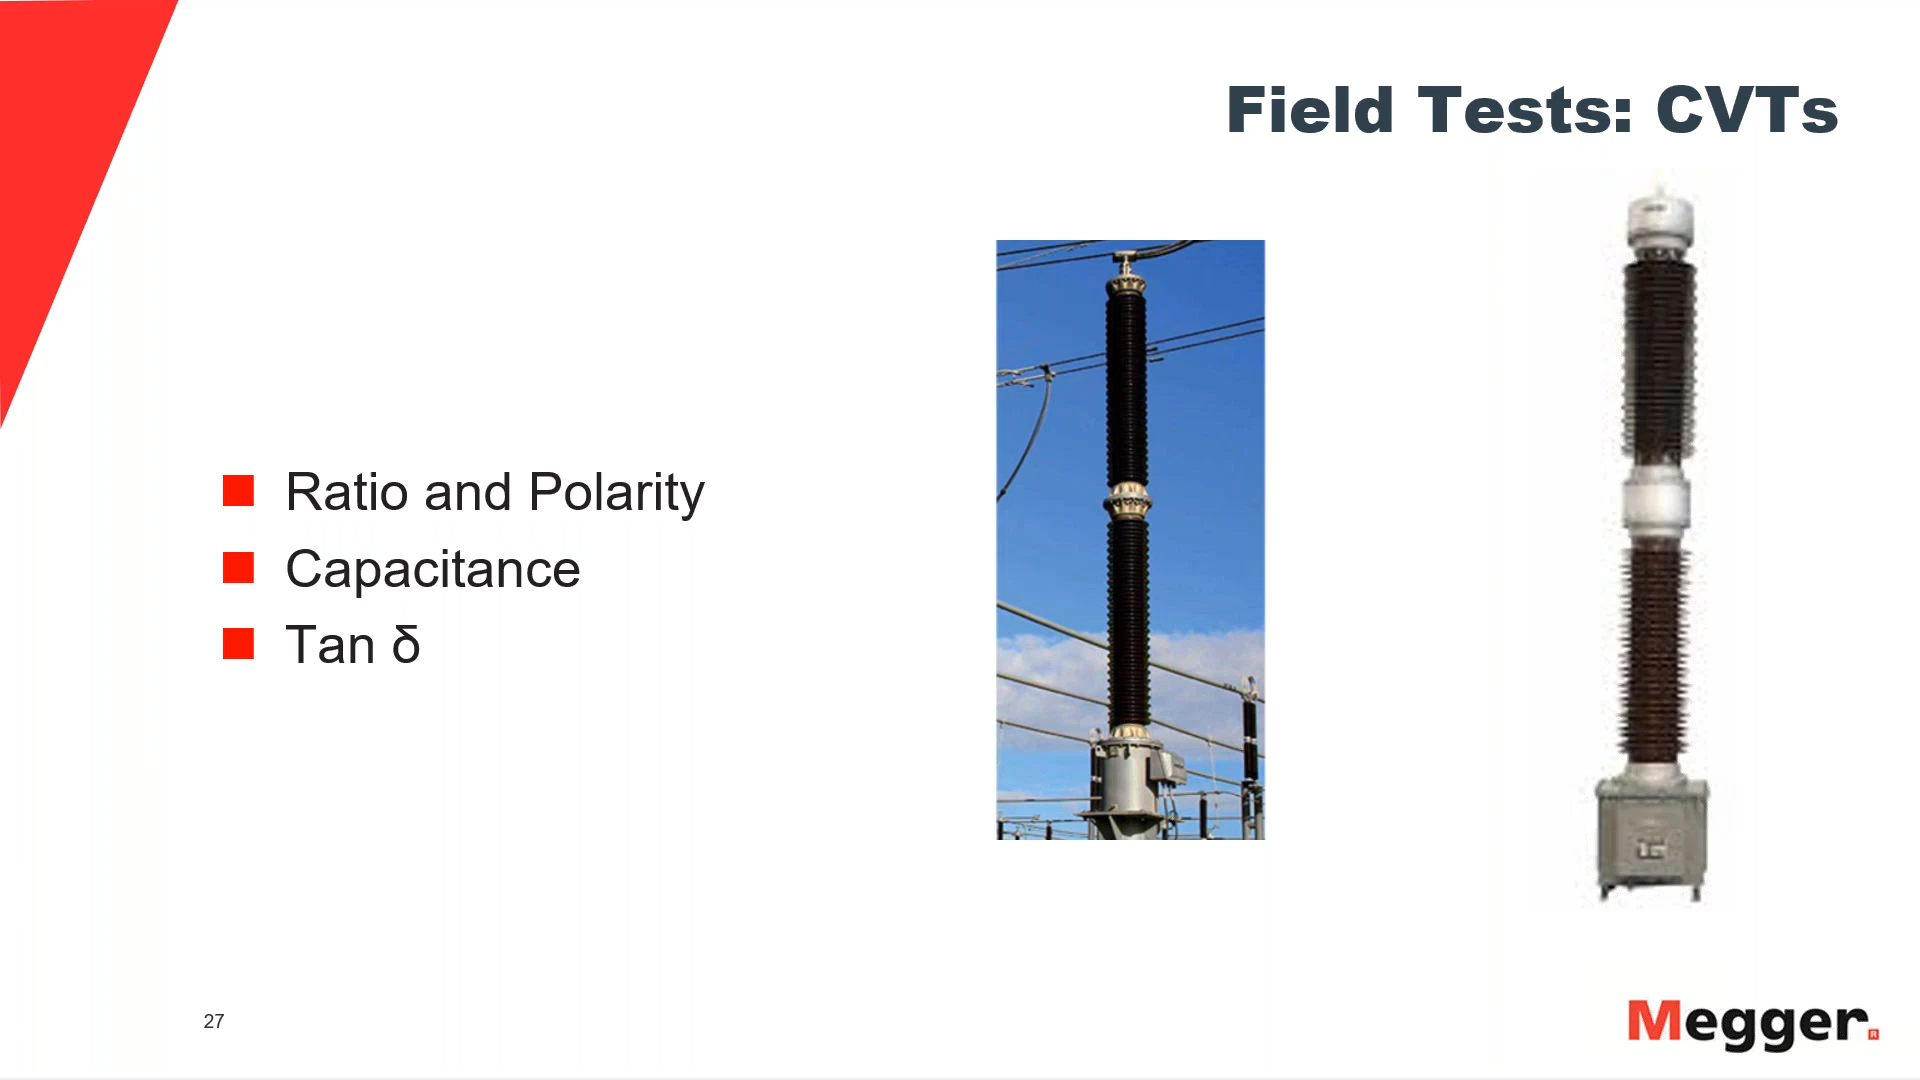 Field Tests: CVTs
Ratio and Polarity
Capacitance
Tan δ
27
Megger